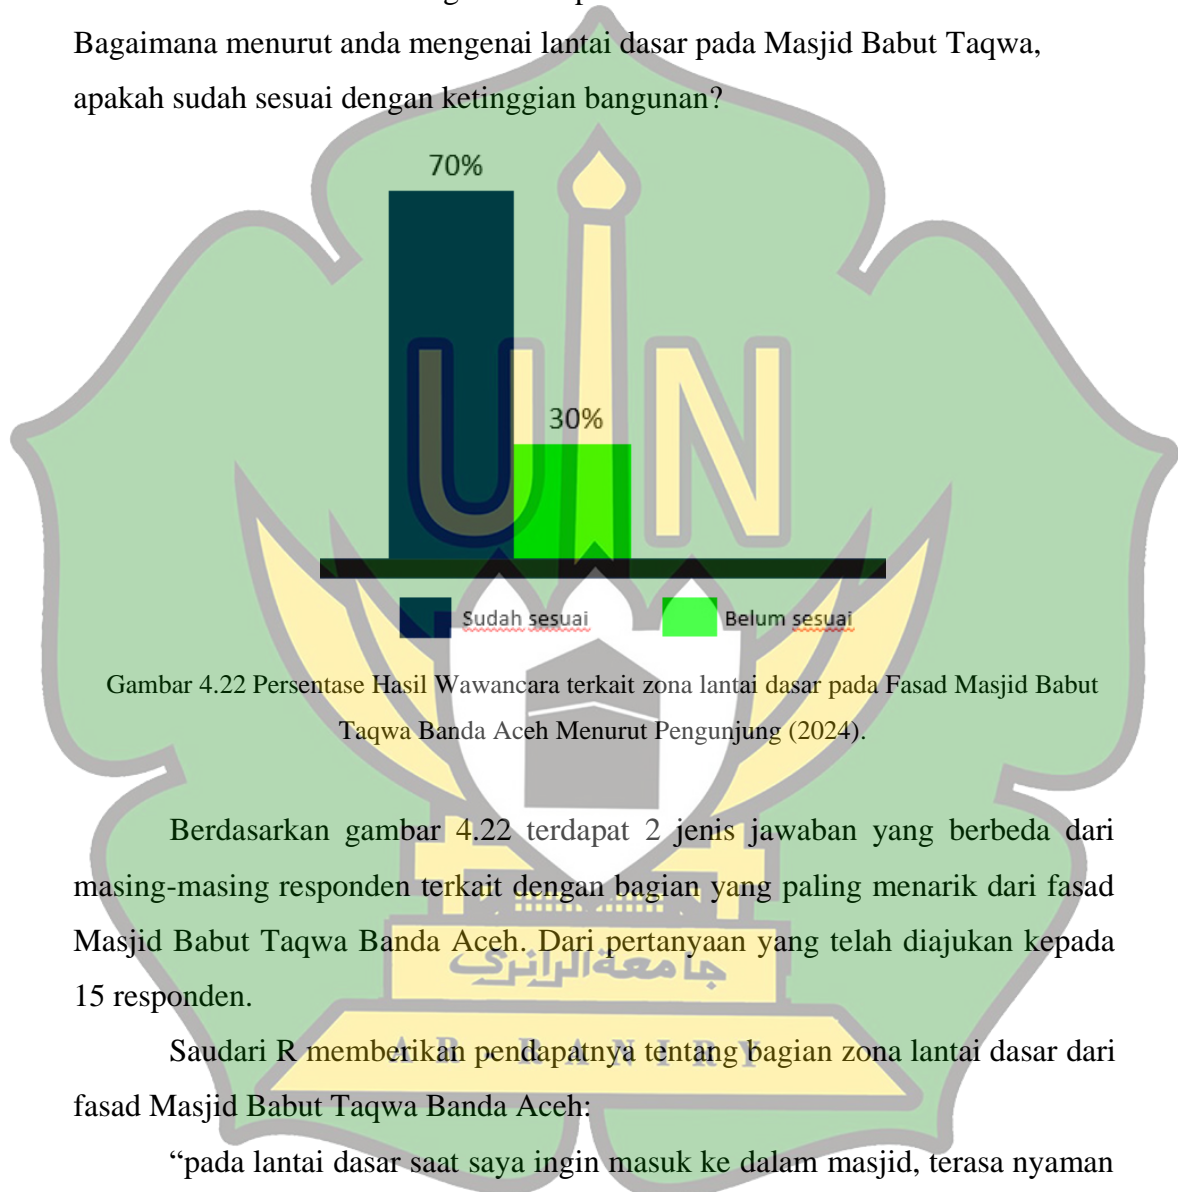 Bagaimana menurut anda mengenai lantai dasar pada Masjid Babut Taqwa,
apakah sudah sesuai dengan ketinggian bangunan?
70%
30%
UIN
Sudah sesuai
Belum sesuai
Gambar 4.22 Persentase Hasil Wawancara terkait zona lantai dasar pada Fasad Masjid Babut
Taqwa Banda Aceh Menurut Pengunjung (2024).
Berdasarkan gambar 4.22 terdapat 2 jenis jawaban yang berbeda dari
masing-masing responden terkait dengan bagian yang paling menarik dari fasad
Masjid Babut Taqwa Banda Aceh. Dari pertanyaan yang telah diajukan kepada
جامعة الرانري
15 responden.
Saudari R memberikan pendapatnya tentang bagian zona lantai dasar dari
AR-RANIRY
fasad Masjid Babut Taqwa Banda Aceh:
“pada lantai dasar saat saya ingin masuk ke dalam masjid, terasa nyaman